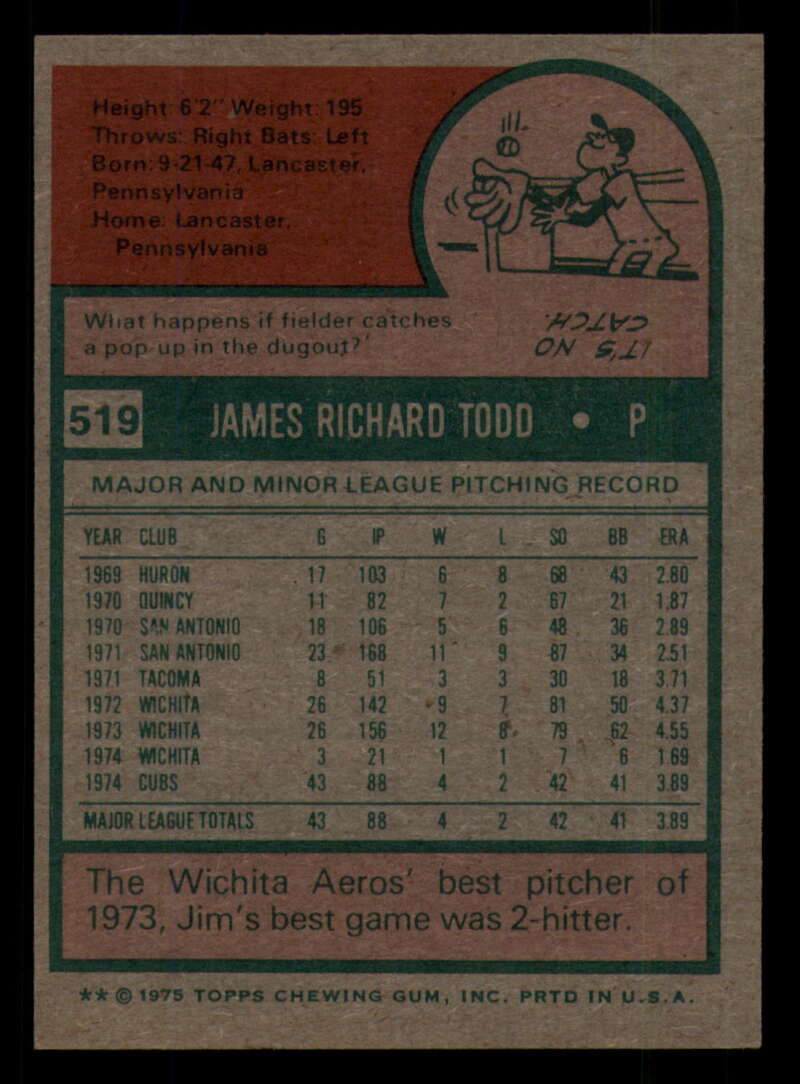 Height: 6'2" Weight: 195
Throws: Right Bats: Left
Born: 9-21-47, Lancaster,
Pennsylvania
Home: Lancaster,
Pennsylvania
What happens if fielder catches
a pop-up in the dugout?
IT'S NO
CATCH.
519 JAMES RICHARD TODD • P
MAJOR AND MINOR LEAGUE PITCHING RECORD
YEAR CLUB G IP W L SO BB ERA
1969 HURON 17 103 6 8 68 43 2.80
1970 QUINCY 11 82 7 2 67 21 1.87
1970 SAN ANTONIO 18 106 5 6 48 36 2.89
1971 SAN ANTONIO 23 168 11 9 87 34 2.51
1971 TACOMA 8 51 3 3 30 18 3.71
1972 WICHITA 26 142 9 7 81 50 4.37
1973 WICHITA 26 156 12 8 79 62 4.55
1974 WICHITA 3 21 1 1 7 6 1.69
1974 CUBS 43 88 4 2 42 41 3.89
MAJOR LEAGUE TOTALS 43 88 4 2 42 41 3.89
The Wichita Aeros' best pitcher of
1973, Jim's best game was 2-hitter.
** © 1975 TOPPS CHEWING GUM, INC. PRTD IN U.S.A.